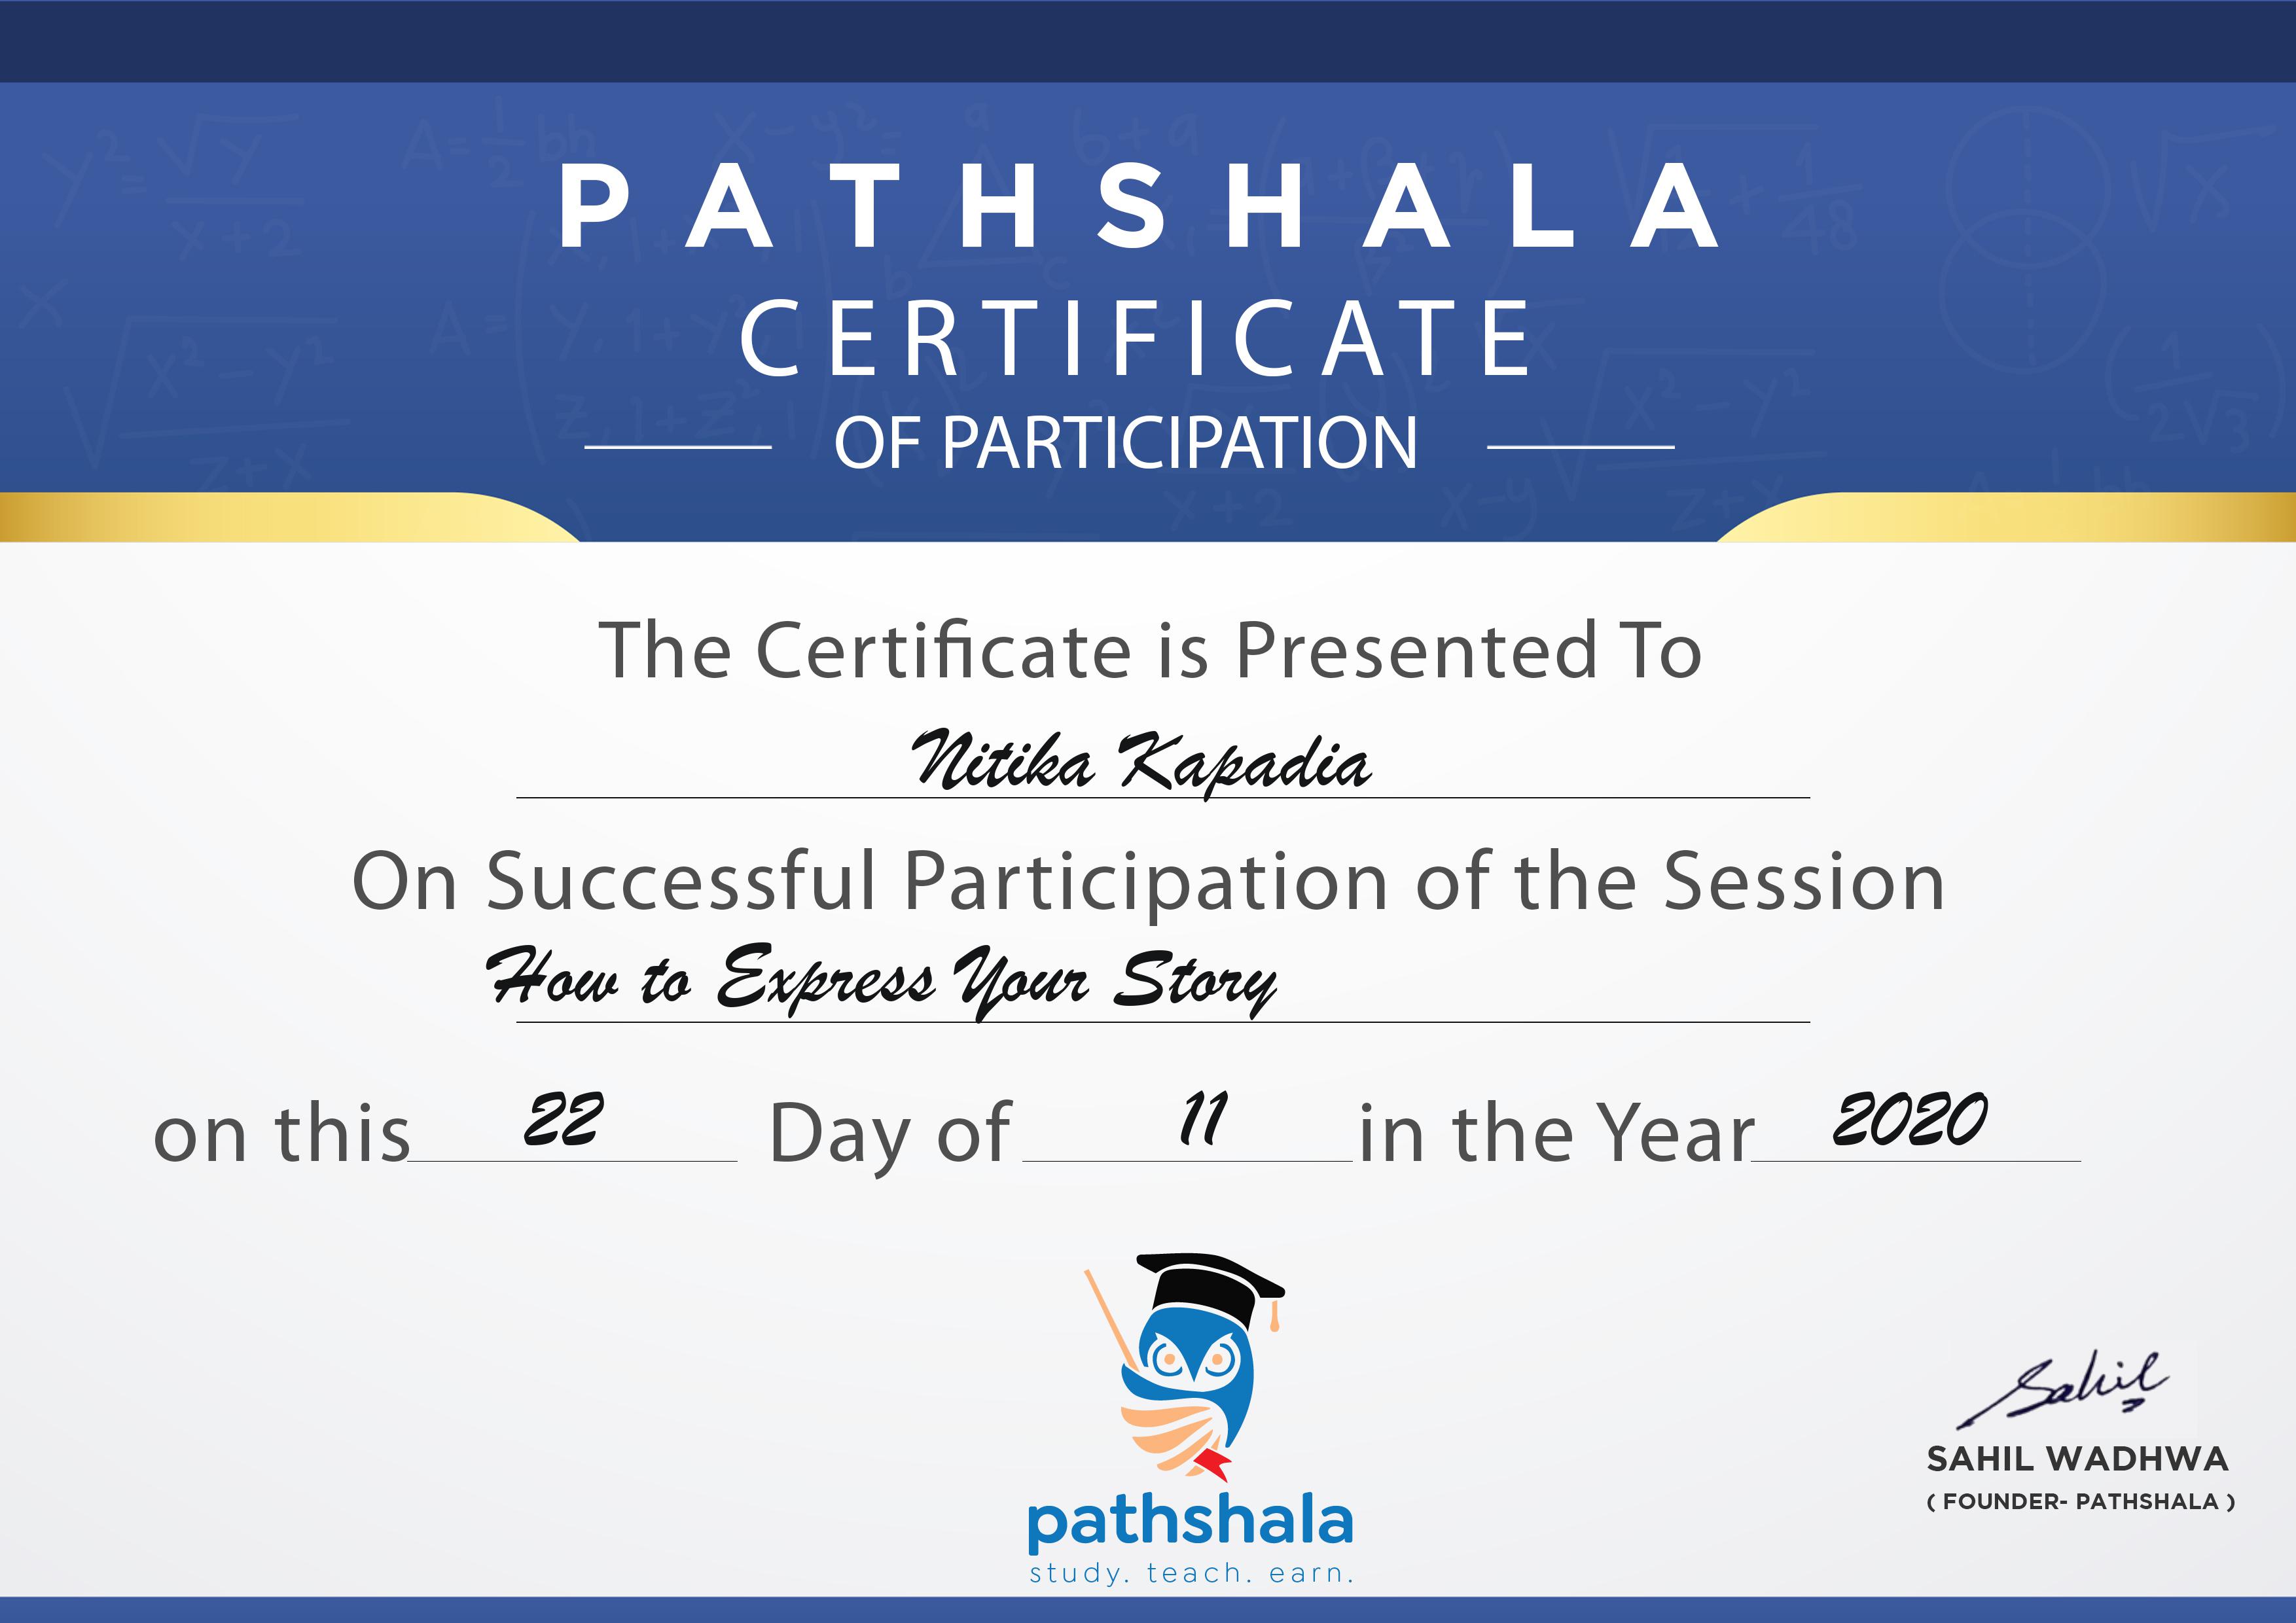 PATHSHALA
CERTIFICATE
OF PARTICIPATION
The Certificate is Presented To
Nitika Kapadia
On Successful Participation of the Session
How to Express Your Story
on this 22 Day of 11 in the Year 2020
Sahil
SAHIL WADHWA
( FOUNDER- PATHSHALA )
pathshala
study. teach. earn.